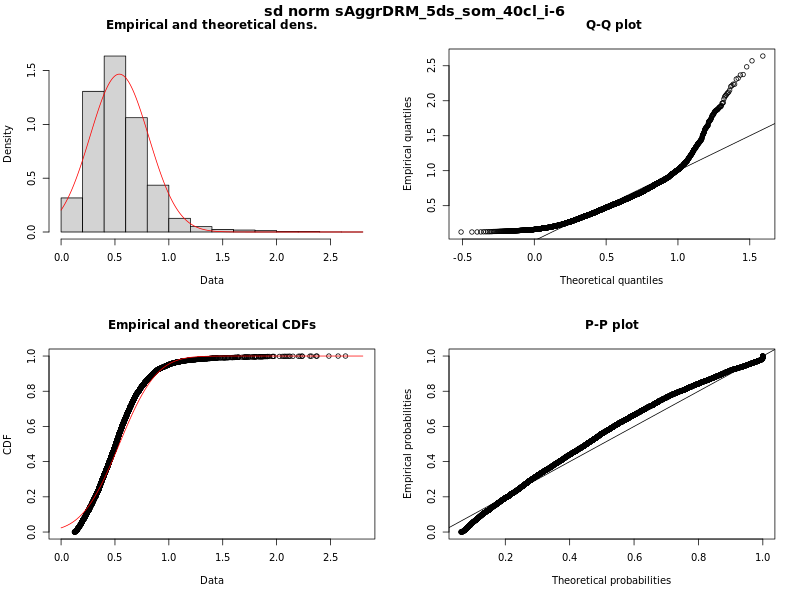 sd norm sAggrDRM_5ds_som_40cl_i-6
Empirical and theoretical dens.
Density
0.0 0.5 1.0 1.5
0.0 0.5 1.0 1.5 2.0 2.5
Data
Q-Q plot
Empirical quantiles
0.5 1.0 1.5 2.0 2.5
-0.5 0.0 0.5 1.0 1.5
Theoretical quantiles
Empirical and theoretical CDFs
CDF
0.0 0.2 0.4 0.6 0.8 1.0
0.0 0.5 1.0 1.5 2.0 2.5
Data
P-P plot
Empirical probabilities
0.0 0.2 0.4 0.6 0.8 1.0
0.2 0.4 0.6 0.8 1.0
Theoretical probabilities